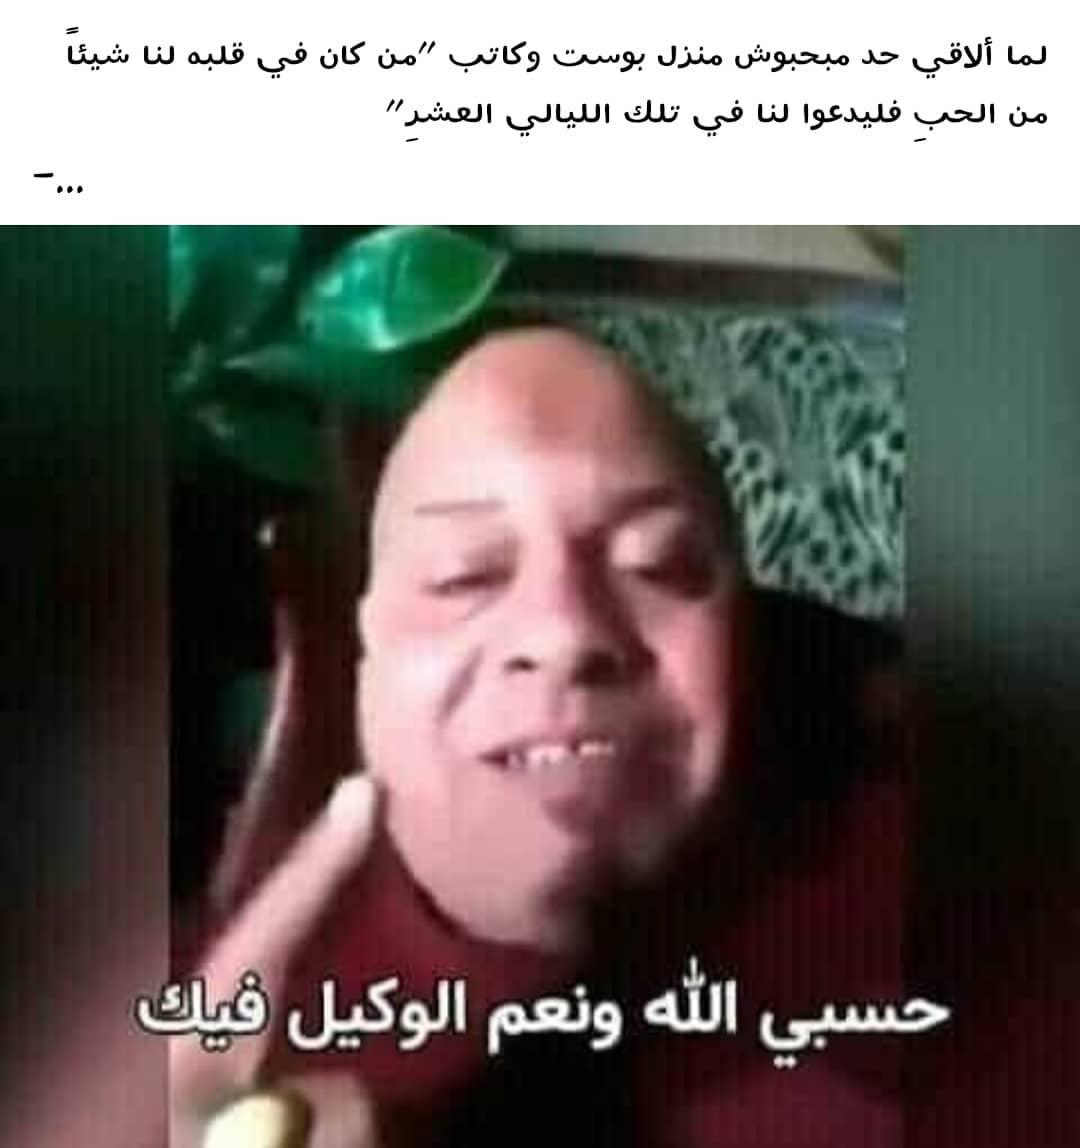 لما ألاقي حد مبحبوش منزل بوست وكاتب "من كان في قلبه لنا شيئاً
من الحبِ فليدعوا لنا في تلك الليالي العشرِ"
...-
حسبي الله ونعم الوكيل فيك